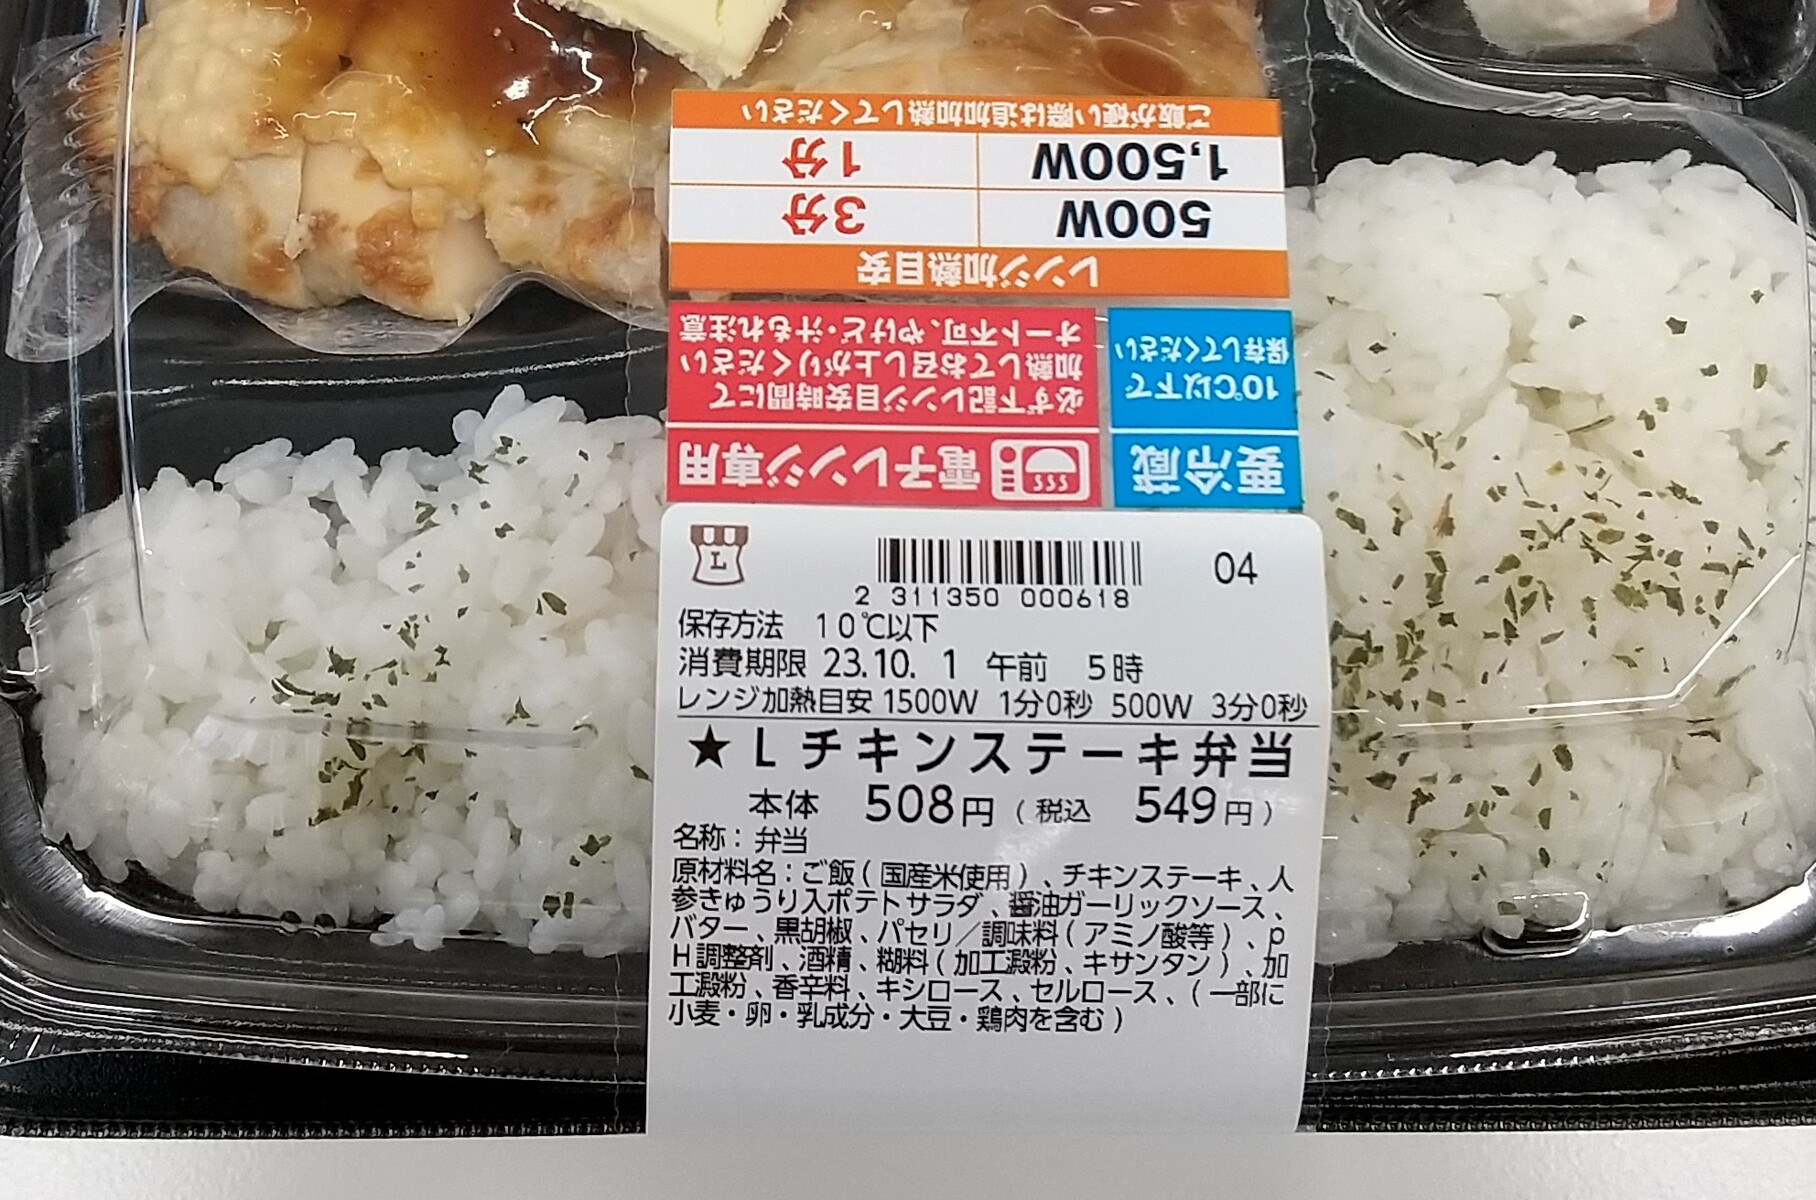 要冷蔵
10℃以下で
保存してください
電子レンジ専用
必ず下記レンジ目安時間にて
加熱してお召し上がりください
オート不可、やけど・汁もれ注意
レンジ加熱目安
500W 3分
1,500W 1分
ご飯が硬い際は追加加熱してください
L
04
2 311350 000618
保存方法 10℃以下
消費期限 23.10. 1 午前 5時
レンジ加熱目安 1500W 1分0秒 500W 3分0秒
★Lチキンステーキ弁当
本体 508円(税込 549円)
名称:弁当
原材料名:ご飯(国産米使用)、チキンステーキ、人
参きゅうり入ポテトサラダ、醤油ガーリックソース、
バター、黒胡椒、パセリ/調味料(アミノ酸等)、p
H調整剤、酒精、糊料(加工澱粉、キサンタン)、加
工澱粉、香辛料、キシロース、セルロース、(一部に
小麦・卵・乳成分・大豆・鶏肉を含む)